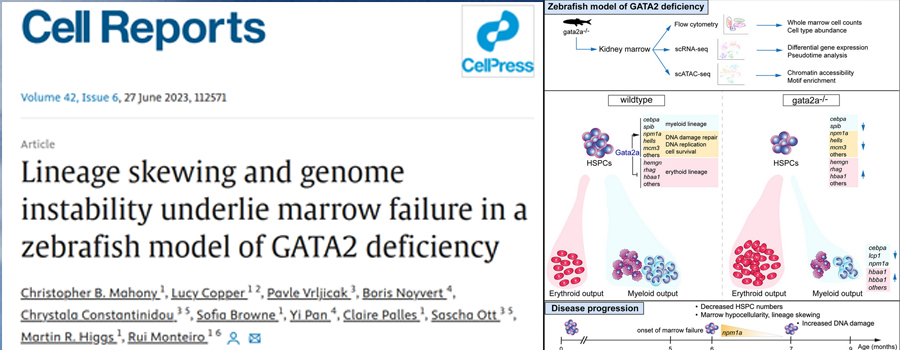 Cell Reports
CellPress
Volume 42, Issue 6, 27 June 2023, 112571
Article
Lineage skewing and genome
instability underlie marrow failure in a
zebrafish model of GATA2 deficiency
Christopher B. Mahony 1, Lucy Copper 1 2, Pavle Vrljicak 3, Boris Noyvert 4,
Chrystala Constantinidou 3 5, Sofia Browne 1, Yi Pan 4, Claire Palles 1, Sascha Ott 3 5,
Martin R. Higgs 1, Rui Monteiro 1 6
Zebrafish model of GATA2 deficiency
gata2a-/-
Kidney marrow
Flow cytometry
Whole marrow cell counts
Cell type abundance
scRNA-seq
Differential gene expression
Pseudotime analysis
scATAC-seq
Chromatin accessibility
Motif enrichment
wildtype
HSPCs
Gata2a
cebpa
spib
myeloid lineage
npm1a
hells
mcm3
others
DNA damage repair
DNA replication
cell survival
hemgn
rhag
hbaa1
others
erythroid lineage
Erythroid output
Myeloid output
gata2a-/-
HSPCs
cebpa
spib
npm1a
hells
mcm3
others
hemgn
rhag
hbaa1
others
Erythroid output
Myeloid output
cebpa
lcp1
npm1a
hbaa1
hbba1
others
Disease progression
• Decreased HSPC numbers
• Marrow hypocellularity, lineage skewing
• Increased DNA damage
onset of marrow failure
npm1a
0
5
6
7
9
Age (months)